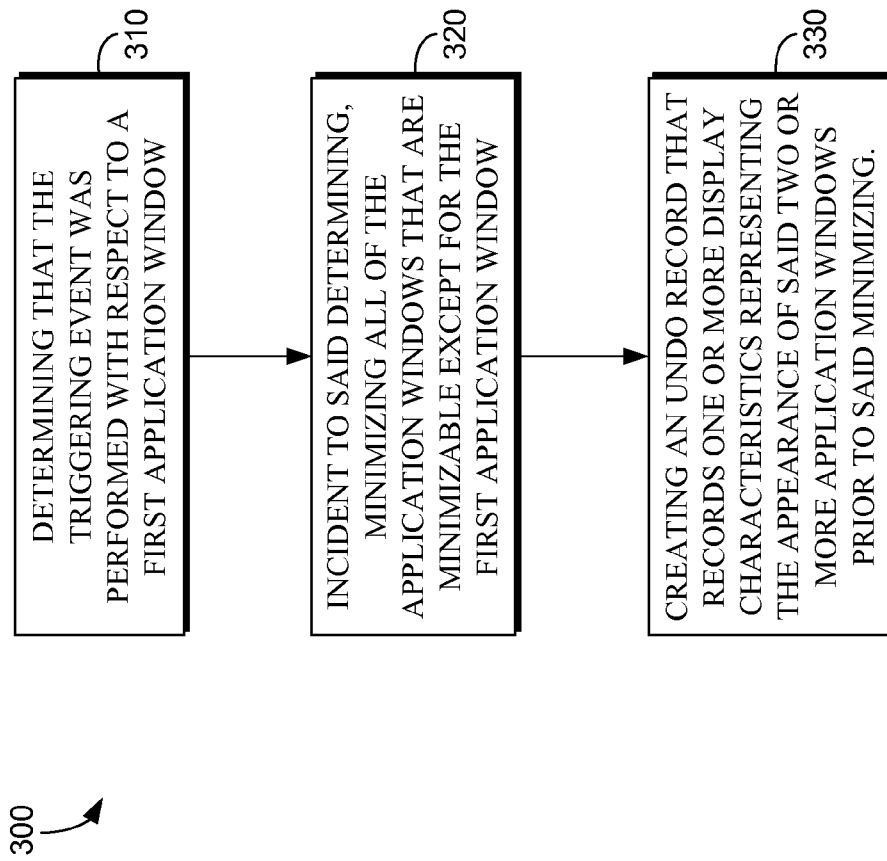 300
310
DETERMINING THAT THE
TRIGGERING EVENT WAS
PERFORMED WITH RESPECT TO A
FIRST APPLICATION WINDOW
320
INCIDENT TO SAID DETERMINING,
MINIMIZING ALL OF THE
APPLICATION WINDOWS THAT ARE
MINIMIZABLE EXCEPT FOR THE
FIRST APPLICATION WINDOW
330
CREATING AN UNDO RECORD THAT
RECORDS ONE OR MORE DISPLAY
CHARACTERISTICS REPRESENTING
THE APPEARANCE OF SAID TWO OR
MORE APPLICATION WINDOWS
PRIOR TO SAID MINIMIZING.